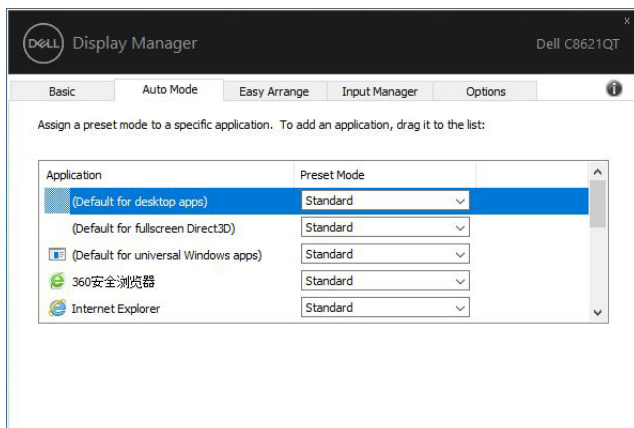 DELL Display Manager
Dell C8621QT
Basic Auto Mode Easy Arrange Input Manager Options
Assign a preset mode to a specific application. To add an application, drag it to the list:
Application Preset Mode
(Default for desktop apps) Standard
(Default for fullscreen Direct3D) Standard
(Default for universal Windows apps) Standard
360安全浏览器 Standard
Internet Explorer Standard